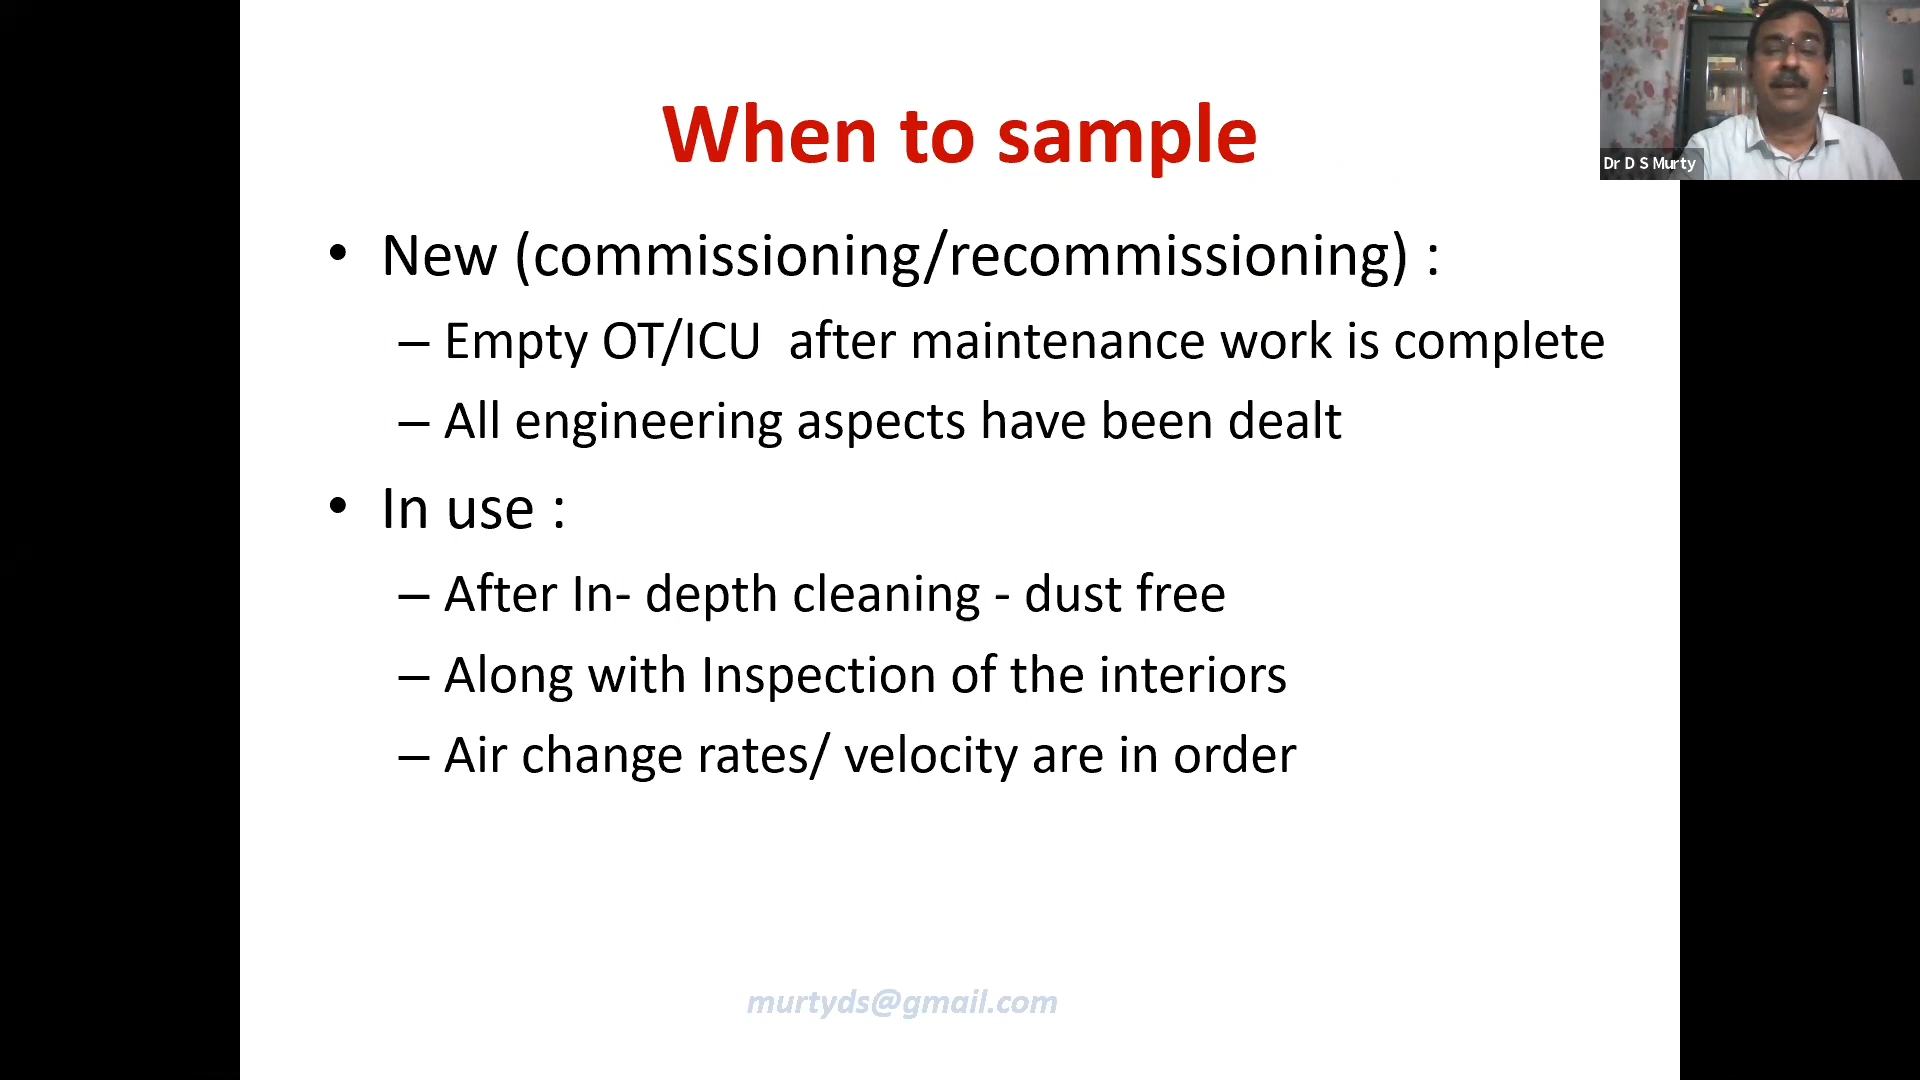 When to sample
Dr D S Murty
• New (commissioning/recommissioning) :
– Empty OT/ICU after maintenance work is complete
– All engineering aspects have been dealt
• In use :
– After In- depth cleaning - dust free
– Along with Inspection of the interiors
– Air change rates/ velocity are in order
murtyds@gmail.com